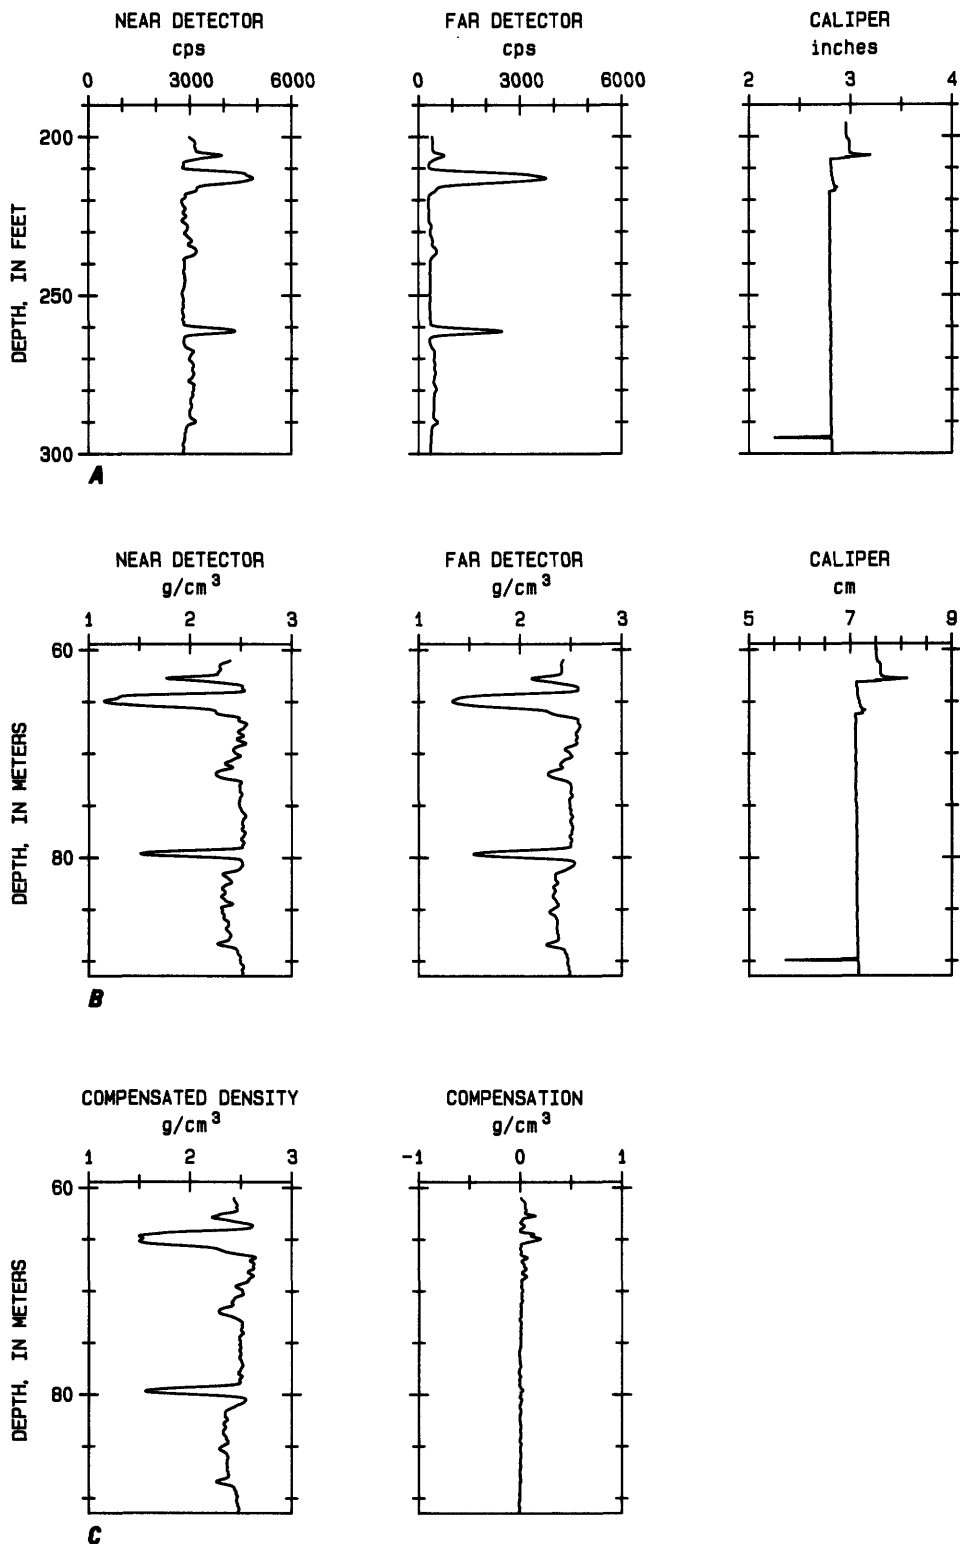 NEAR DETECTOR
cps
0 3000 6000
FAR DETECTOR
cps
0 3000 6000
CALIPER
inches
2 3 4
DEPTH, IN FEET
200
250
300
A
NEAR DETECTOR
g/cm³
1 2 3
FAR DETECTOR
g/cm³
1 2 3
CALIPER
cm
5 7 9
DEPTH, IN METERS
60
80
B
COMPENSATED DENSITY
g/cm³
1 2 3
COMPENSATION
g/cm³
-1 0 1
DEPTH, IN METERS
60
80
C